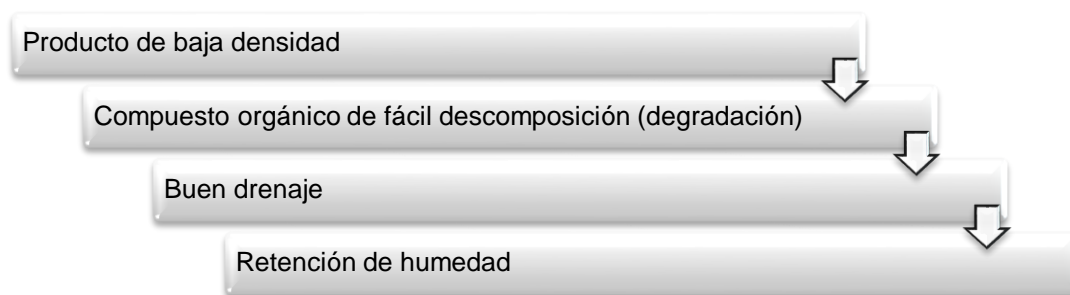 Producto de baja densidad
Compuesto orgánico de fácil descomposición (degradación)
Buen drenaje
Retención de humedad